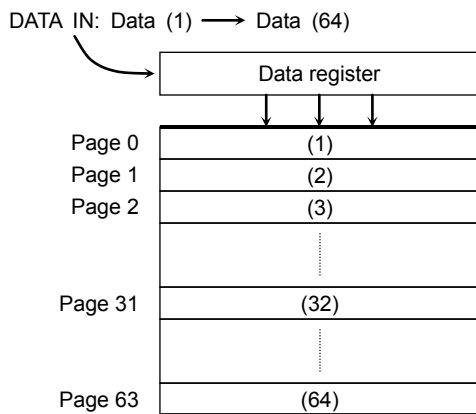 DATA IN: Data (1) Data (64)
Data register
Page 0 (1)
Page 1 (2)
Page 2 (3)
Page 31 (32)
Page 63 (64)